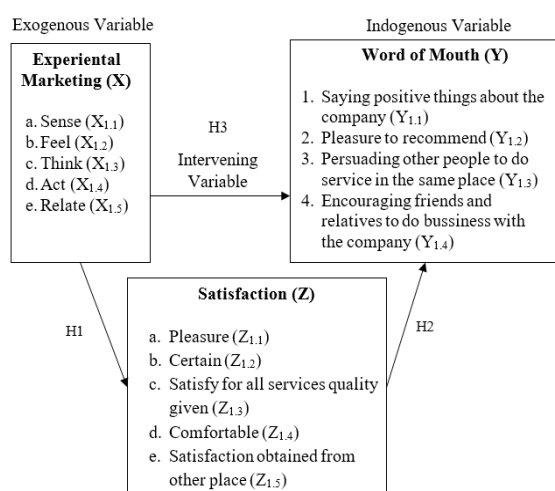 Exogenous Variable
Indogenous Variable
Experiental
Marketing (X)
a. Sense (X1.1)
b.Feel (X1.2)
c. Think (X1.3)
d. Act (X1.4)
e. Relate (X1.5)
H3
Intervening
Variable
Word of Mouth (Y)
1. Saying positive things about the
company (Y1.1)
2. Pleasure to recommend (Y1.2)
3. Persuading other people to do
service in the same place (Y1.3)
4. Encouraging friends and
relatives to do bussiness with
the company (Y1.4)
H1
Satisfaction (Z)
a. Pleasure (Z1.1)
b. Certain (Z1.2)
c. Satisfy for all services quality
given (Z1.3)
d. Comfortable (Z1.4)
e. Satisfaction obtained from
other place (Z1.5)
H2